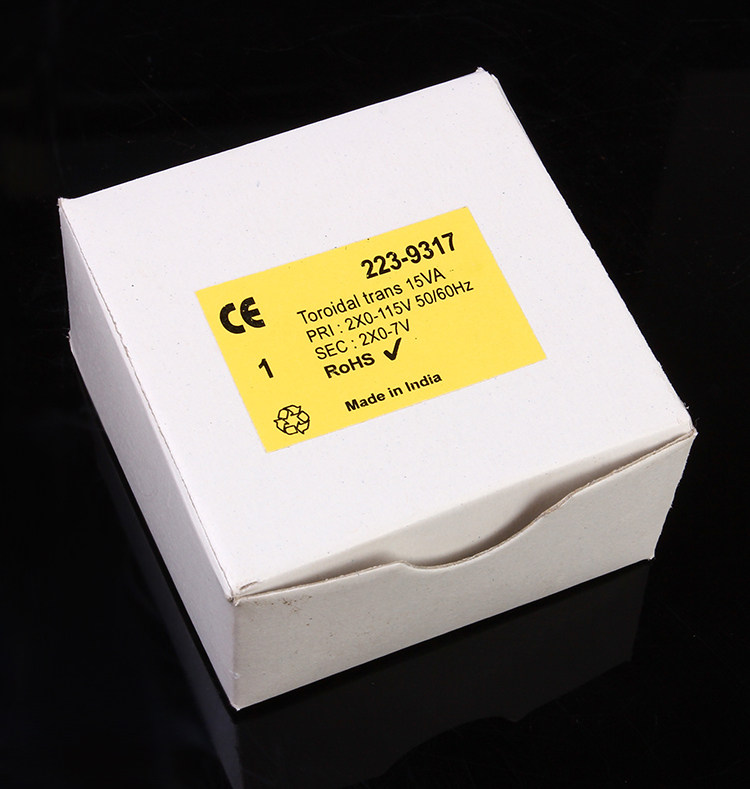 223-9317
CE
Toroidal trans 15VA
PRI : 2X0-115V 50/60Hz
SEC : 2X0-7V
1
RoHS ✓
Made in India